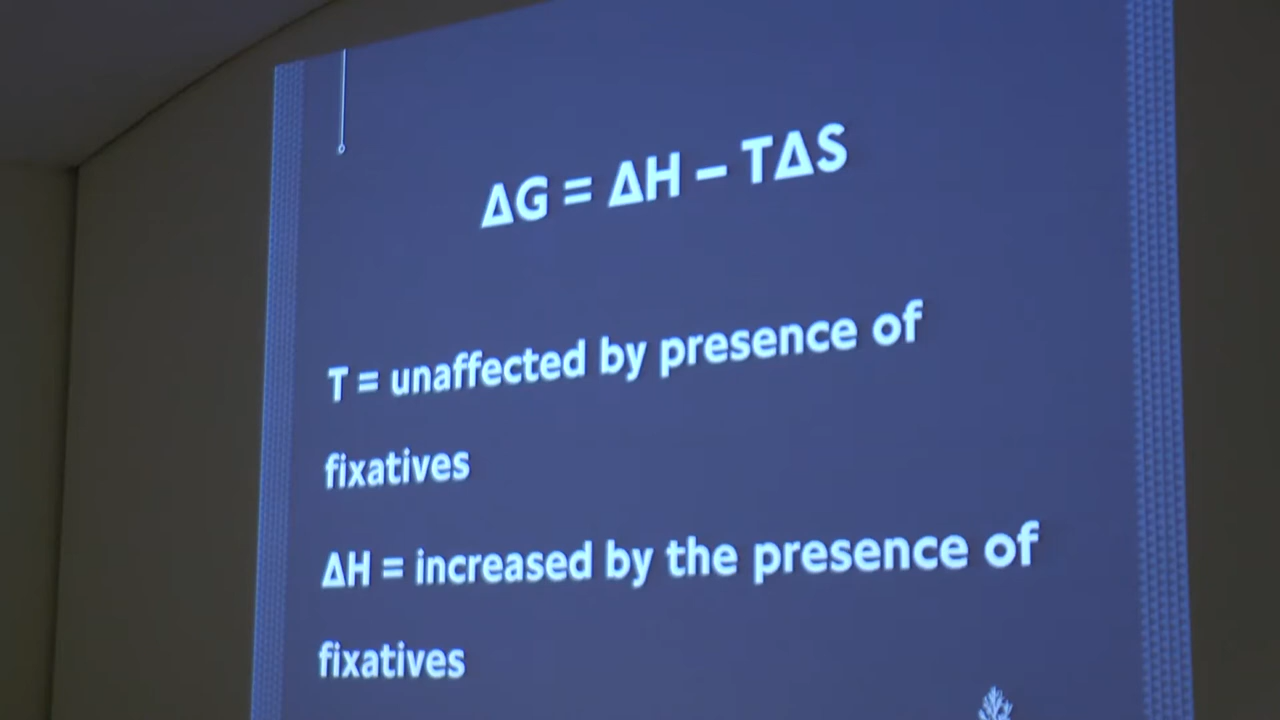 ΔG = ΔH – TΔS
T = unaffected by presence of
fixatives
ΔH = increased by the presence of
fixatives